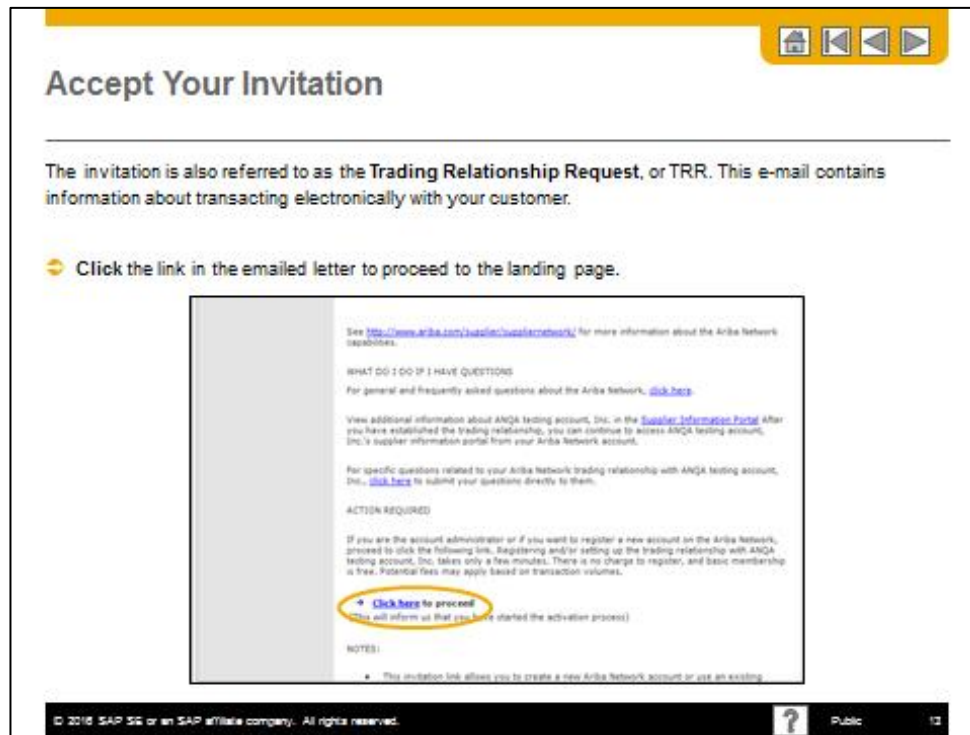 Accept Your Invitation
The invitation is also referred to as the Trading Relationship Request, or TRR. This e-mail contains
information about transacting electronically with your customer.
Click the link in the emailed letter to proceed to the landing page.
See http://www.ariba.com/supplier/suppliernetwork/ for more information about the Ariba Network
capabilities.
WHAT DO I DO IF I HAVE QUESTIONS
For general and frequently asked questions about the Ariba Network, click here.
View additional information about ANQA testing account, Inc. in the Supplier Information Portal After
you have established the trading relationship, you can continue to access ANQA testing account,
Inc.'s supplier information portal from your Ariba Network account.
For specific questions related to your Ariba Network trading relationship with ANQA testing account,
Inc., click here to submit your questions directly to them.
ACTION REQUIRED
If you are the account administrator or if you want to register a new account on the Ariba Network,
proceed to click the following link. Registering and/or setting up the trading relationship with ANQA
testing account, Inc. takes only a few minutes. There is no charge to register, and basic membership
is free. Potential fees may apply based on transaction volumes.
→ Click here to proceed
(This will inform us that you have started the activation process)
NOTES:
• This invitation link allows you to create a new Ariba Network account or use an existing
© 2016 SAP SE or an SAP affiliate company. All rights reserved.
?
Public
12